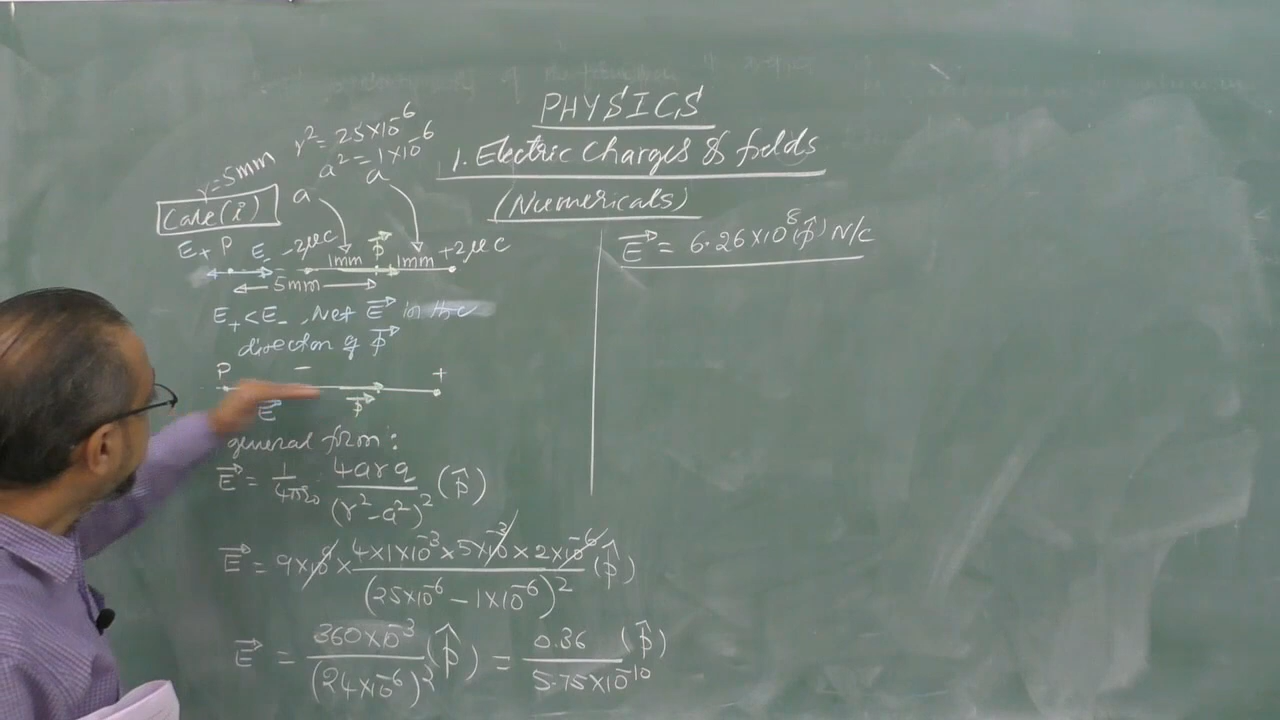 PHYSICS
1. Electric Charges & fields
(Numericals)
r² = 25×10⁻⁶
a² = 1×10⁻⁶
r=5mm
Case(i)
a a
E₊ P E₋ -2μC p⃗ +2μC
1mm 1mm
5mm
E₊ < E₋ , Net E⃗ in the
direction of p⃗
P - +
E⃗ p⃗
general form:
E⃗ = 1/4πε₀ 4arq/(r²-a²)² (p̂)
E⃗ = 9×10⁹ × 4×1×10⁻³×5×10⁻³×2×10⁻⁶/(25×10⁻⁶ - 1×10⁻⁶)² (p̂)
E⃗ = 360×10⁻³/(24×10⁻⁶)² (p̂) = 0.36/5.75×10⁻¹⁰ (p̂)
E⃗ = 6.26×10⁸(p̂) N/C